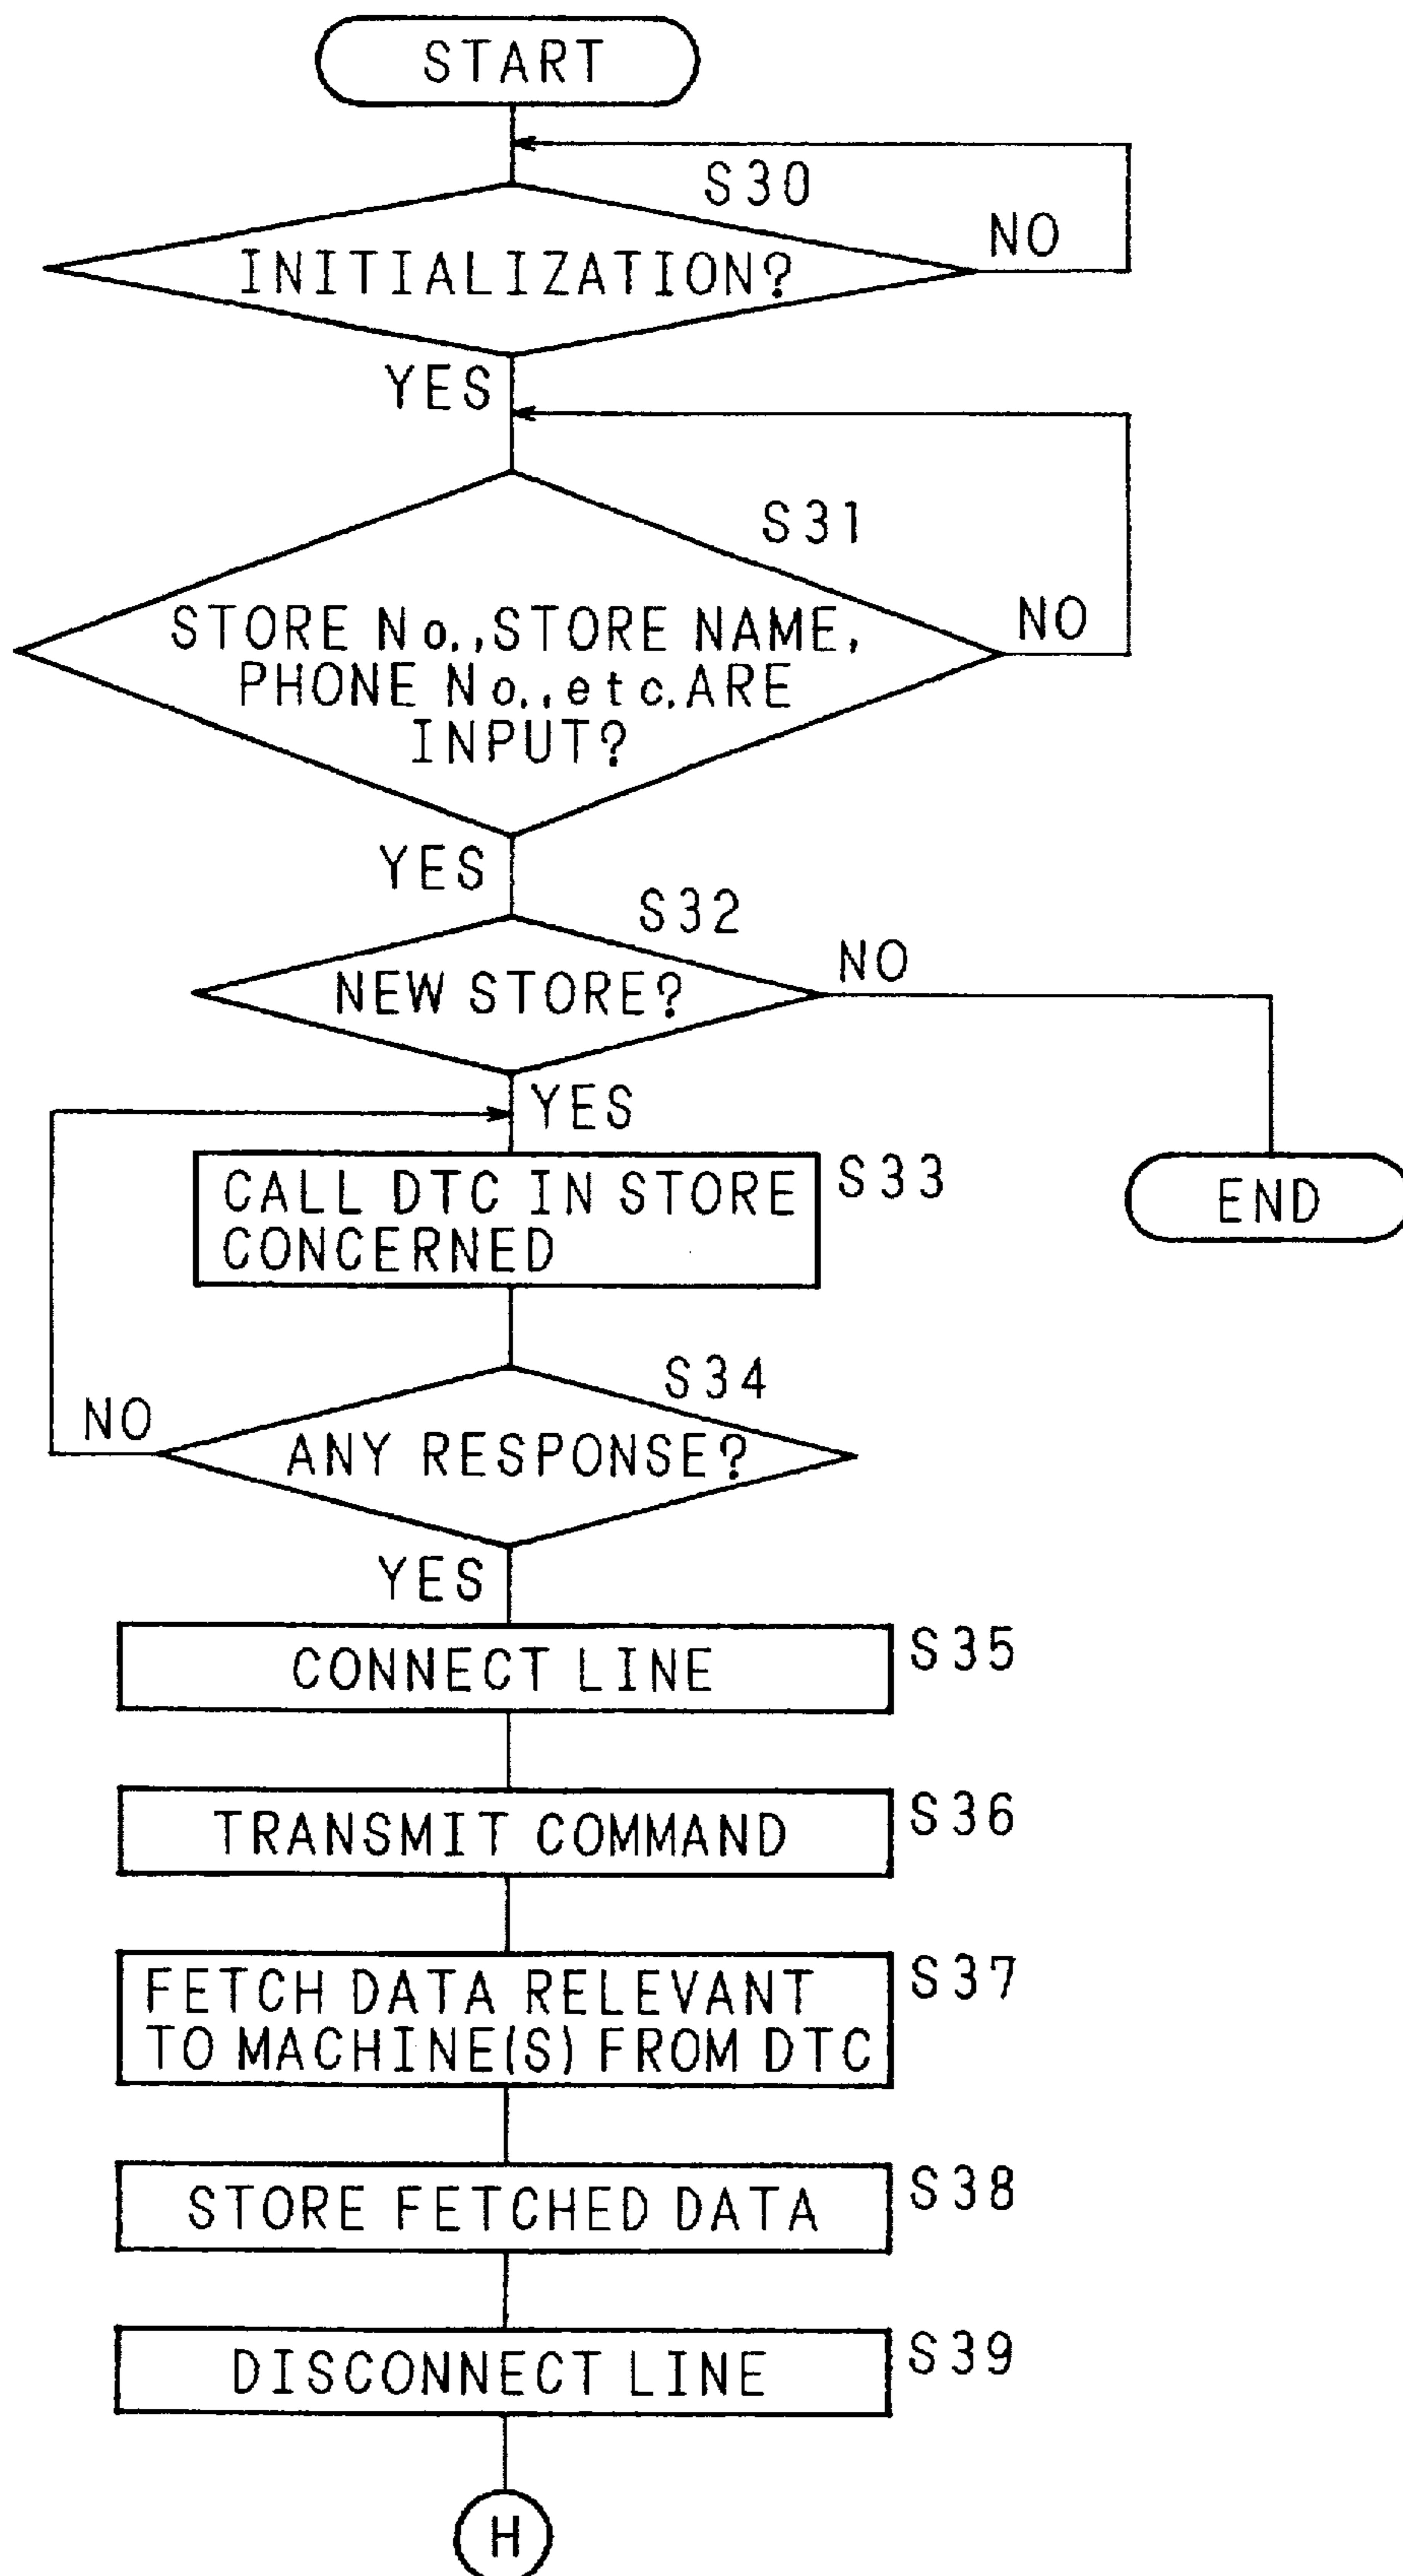 START
S30
NO
INITIALIZATION?
YES
S31
STORE No.,STORE NAME,
NO
PHONE No.,etc.ARE
INPUT?
YES
S32
NO
NEW STORE?
YES
CALL DTC IN STORE
S33
CONCERNED
END
S34
NO
ANY RESPONSE?
YES
CONNECT LINE
S35
TRANSMIT COMMAND
S36
FETCH DATA RELEVANT
S37
TO MACHINE(S) FROM DTC
STORE FETCHED DATA
S38
DISCONNECT LINE
S39
H